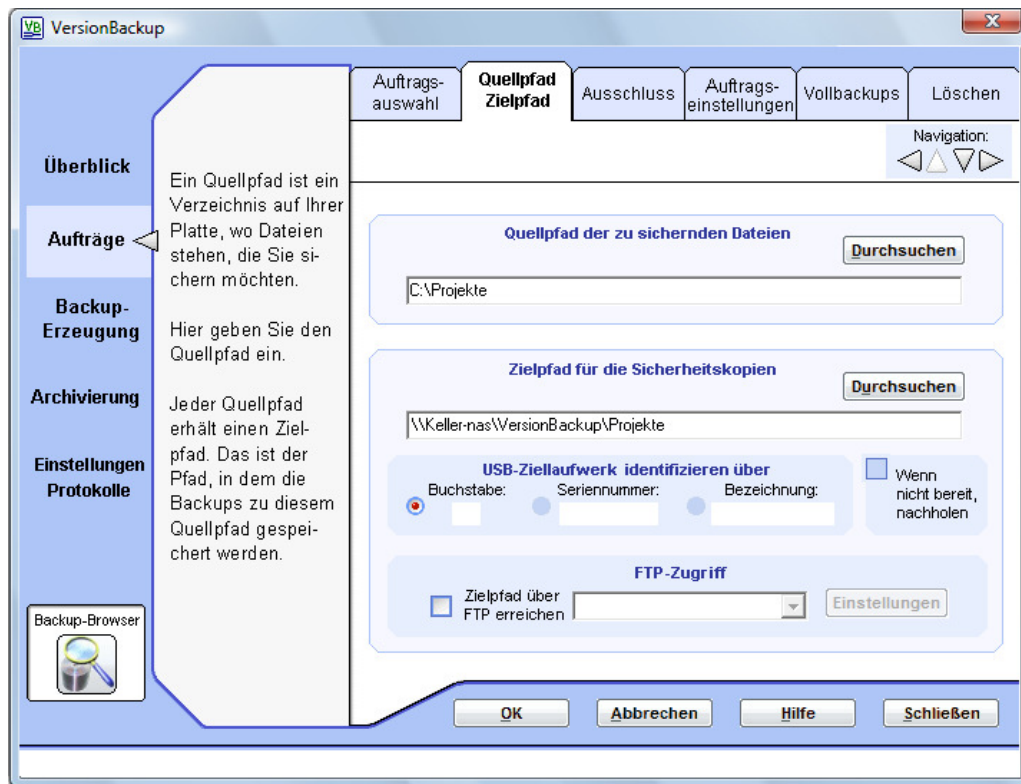 VB VersionBackup
Überblick
Aufträge
Backup-
Erzeugung
Archivierung
Einstellungen
Protokolle
Backup-Browser
Ein Quellpfad ist ein
Verzeichnis auf Ihrer
Platte, wo Dateien
stehen, die Sie si-
chern möchten.
Hier geben Sie den
Quellpfad ein.
Jeder Quellpfad
erhält einen Ziel-
pfad. Das ist der
Pfad, in dem die
Backups zu diesem
Quellpfad gespei-
chert werden.
Auftrags-
auswahl
Quellpfad
Zielpfad
Ausschluss
Auftrags-
einstellungen
Vollbackups
Löschen
Navigation:
Quellpfad der zu sichernden Dateien
Durchsuchen
C:\Projekte
Zielpfad für die Sicherheitskopien
Durchsuchen
\\Keller-nas\VersionBackup\Projekte
USB-Ziellaufwerk identifizieren über
Buchstabe:
Seriennummer:
Bezeichnung:
Wenn
nicht bereit,
nachholen
FTP-Zugriff
Zielpfad über
FTP erreichen
Einstellungen
OK
Abbrechen
Hilfe
Schließen